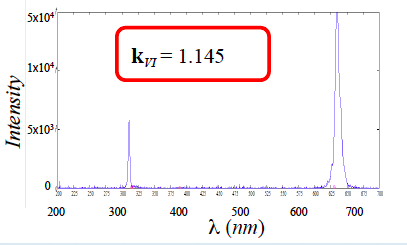 5x10⁴
k_VI = 1.145
1x10⁴
Intensity
5x10³
0
200 300 400 500 600 700
λ (nm)